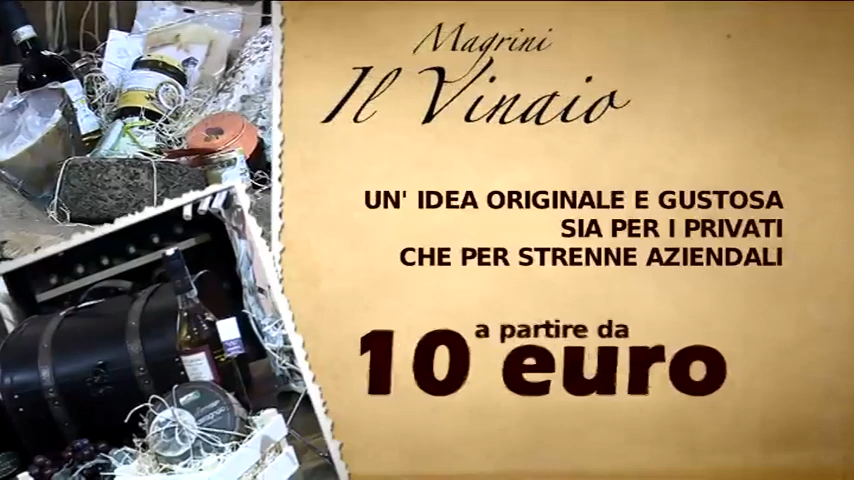 Magrini
Il Vinaio
UN' IDEA ORIGINALE E GUSTOSA
SIA PER I PRIVATI
CHE PER STRENNE AZIENDALI
a partire da
10 euro